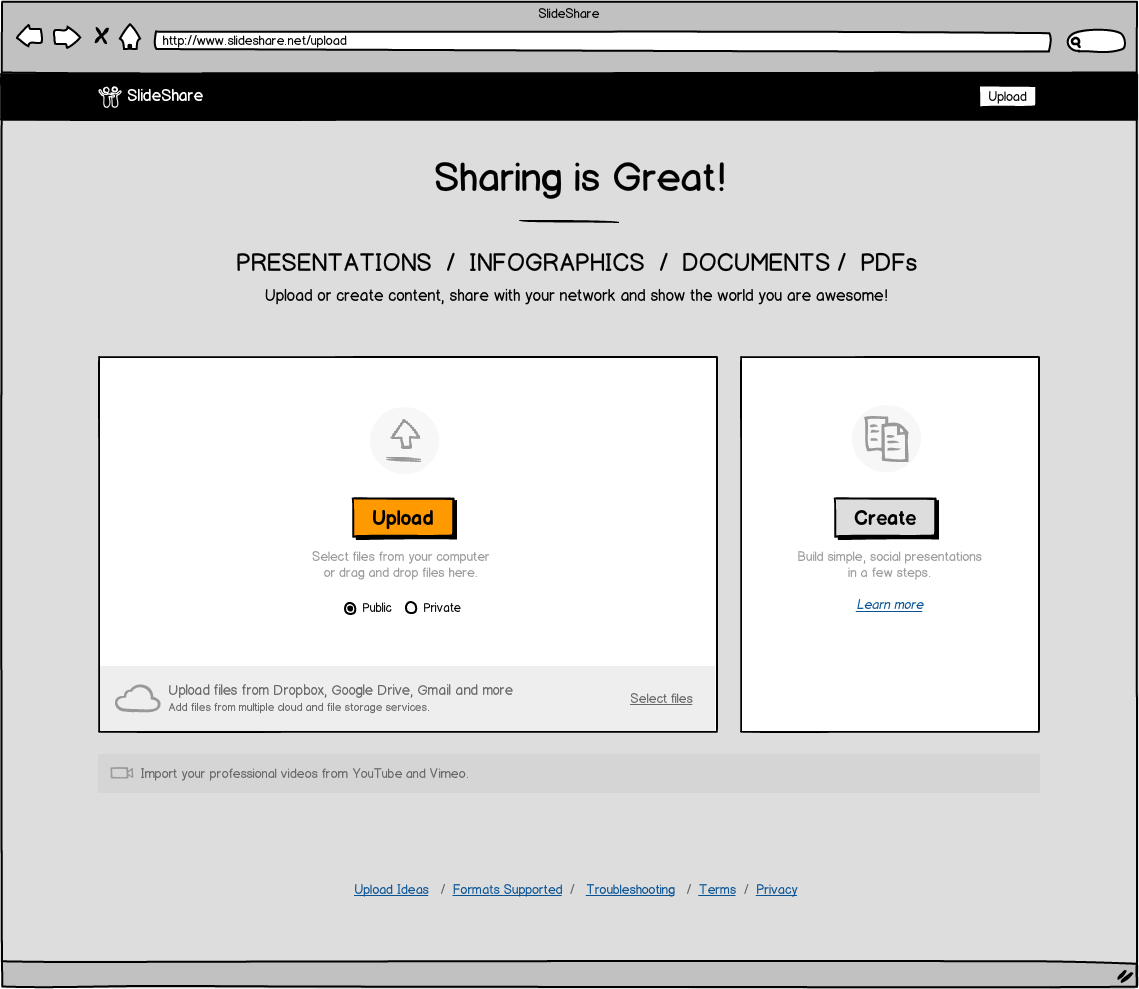 SlideShare
http://www.slideshare.net/upload
SlideShare
Upload
Sharing is Great!
PRESENTATIONS / INFOGRAPHICS / DOCUMENTS / PDFs
Upload or create content, share with your network and show the world you are awesome!
Upload
Select files from your computer
or drag and drop files here.
Public
Private
Upload files from Dropbox, Google Drive, Gmail and more
Add files from multiple cloud and file storage services.
Select files
Create
Build simple, social presentations
in a few steps.
Learn more
Import your professional videos from YouTube and Vimeo.
Upload Ideas / Formats Supported / Troubleshooting / Terms / Privacy